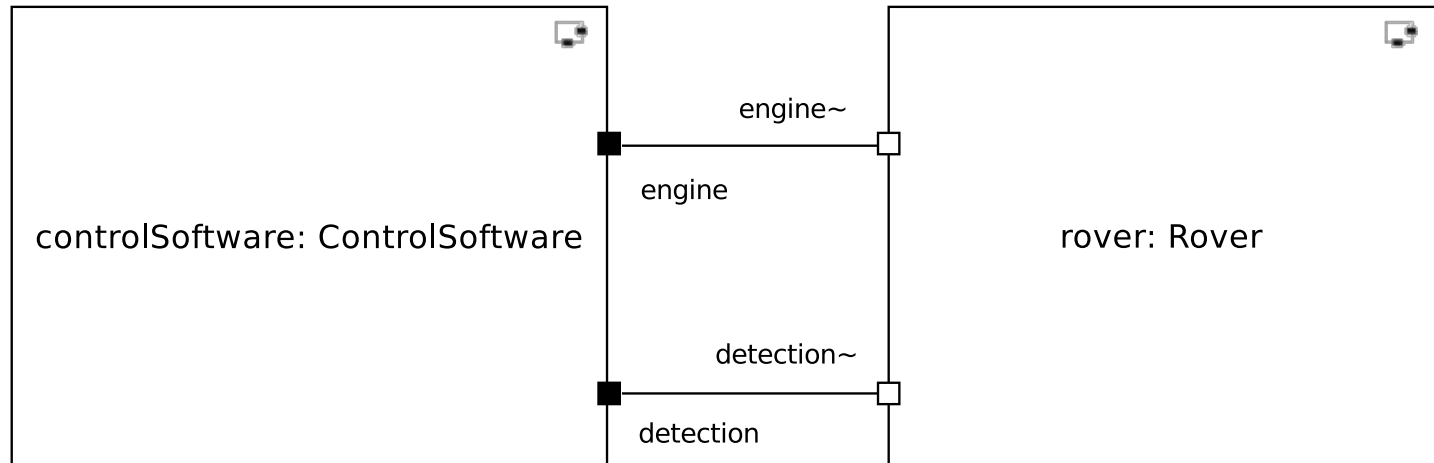 engine~
engine
controlSoftware: ControlSoftware
rover: Rover
detection~
detection